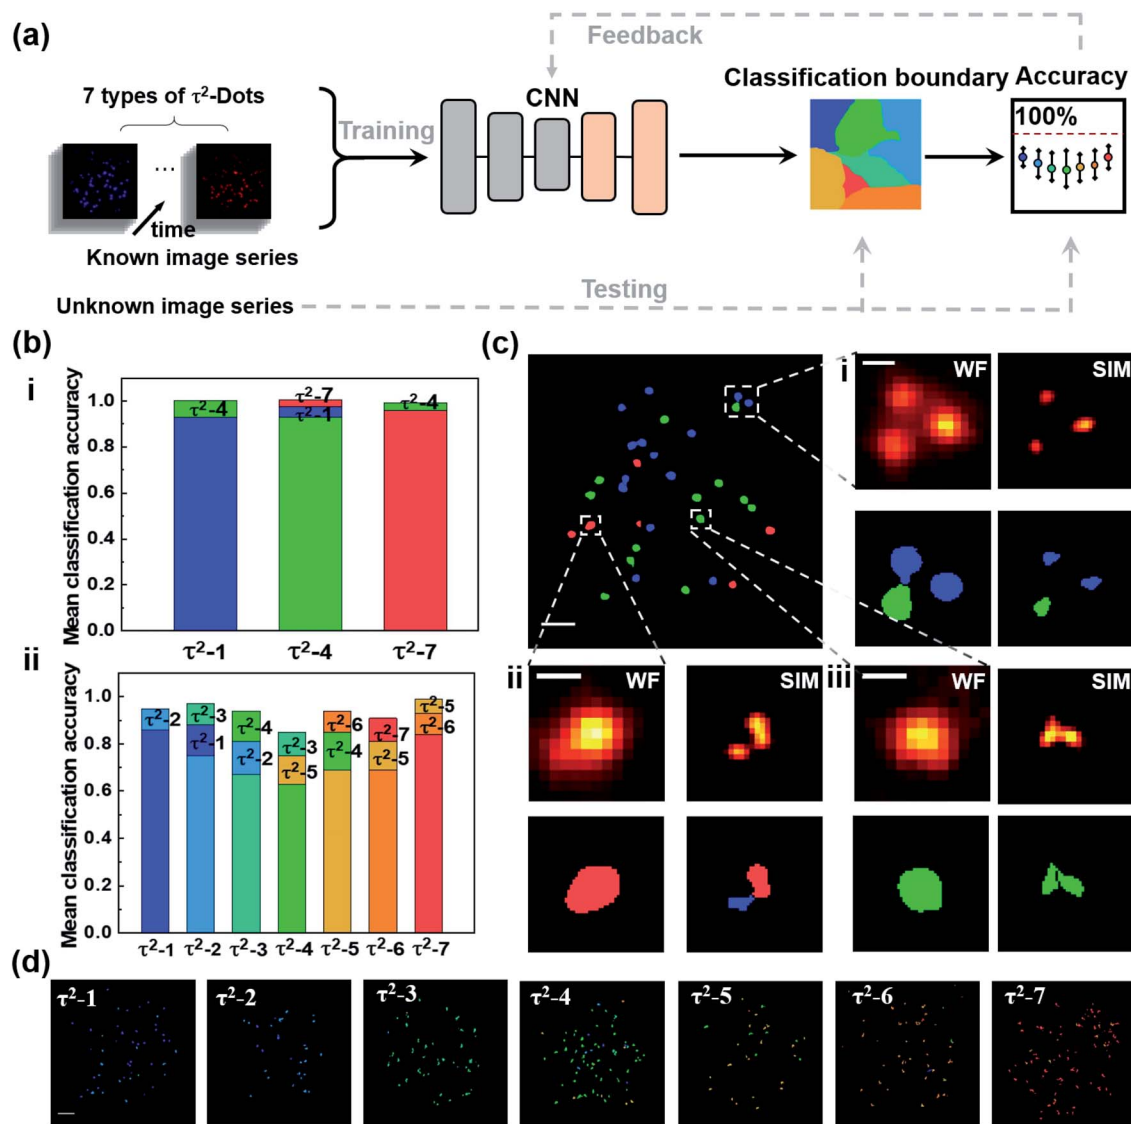 (a)
Feedback
7 types of τ²-Dots
CNN
Classification boundary
Accuracy
Training
100%
...
time
Known image series
Unknown image series
Testing
(b)
i
Mean classification accuracy
1.0
0.8
0.6
0.4
0.2
0.0
τ²-4
τ²-7
τ²-1
τ²-4
τ²-1
τ²-4
τ²-7
ii
Mean classification accuracy
1.0
0.8
0.6
0.4
0.2
0.0
τ²-2
τ²-3
τ²-1
τ²-4
τ²-2
τ²-3
τ²-5
τ²-6
τ²-4
τ²-7
τ²-5
τ²-5
τ²-6
τ²-1
τ²-2
τ²-3
τ²-4
τ²-5
τ²-6
τ²-7
(c)
i
WF
SIM
ii
WF
SIM
iii
WF
SIM
(d)
τ²-1
τ²-2
τ²-3
τ²-4
τ²-5
τ²-6
τ²-7